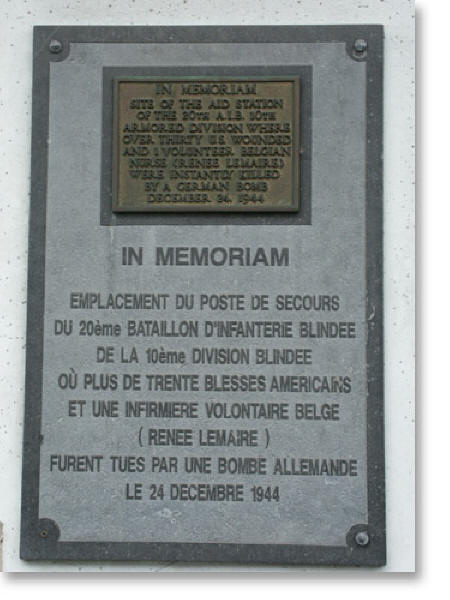 IN MEMORIAM
SITE OF THE AID STATION
OF THE 20TH A.I.B. 10TH
ARMORED DIVISION WHERE
OVER THIRTY U.S. WOUNDED
AND 1 VOLUNTEER BELGIAN
NURSE (RENEE LEMAIRE)
WERE INSTANTLY KILLED
BY A GERMAN BOMB
DECEMBER 24, 1944
IN MEMORIAM
EMPLACEMENT DU POSTE DE SECOURS
DU 20ème BATAILLON D'INFANTERIE BLINDEE
DE LA 10ème DIVISION BLINDEE
OÙ PLUS DE TRENTE BLESSES AMERICAINS
ET UNE INFIRMIERE VOLONTAIRE BELGE
( RENEE LEMAIRE )
FURENT TUES PAR UNE BOMBE ALLEMANDE
LE 24 DECEMBRE 1944